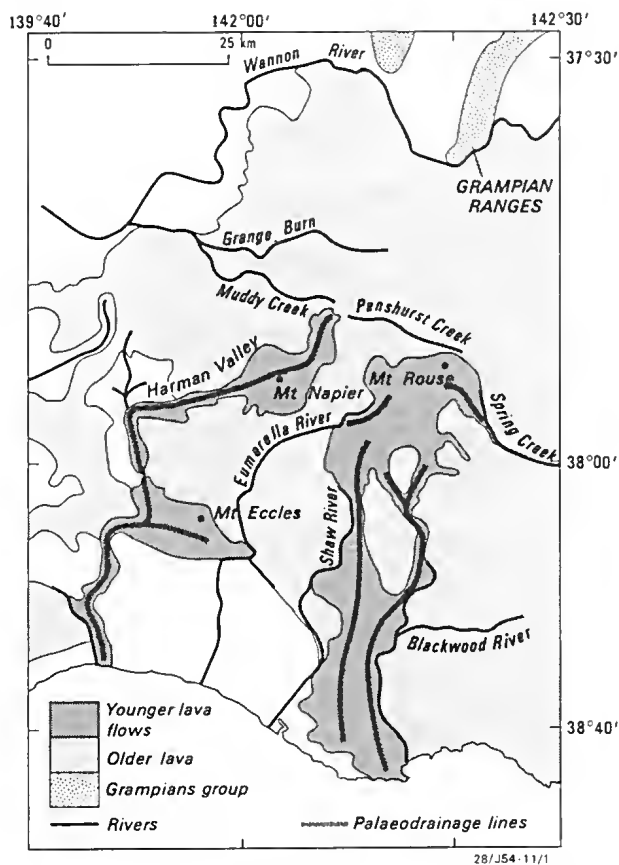 139°40'
142°00'
142°30'
0
25 km
37°30'
Wannon River
GRAMPIAN
RANGES
Grange Burn
Muddy Creek
Penshurst Creek
Harman Valley
Mt Napier
Mt Rouse
Eumerella River
Spring Creek
38°00'
Mt Eccles
Shaw River
Blackwood River
Younger lava
flows
Older lava
Grampians group
Rivers
Palaeodrainage lines
38°40'
28/J54-11/1